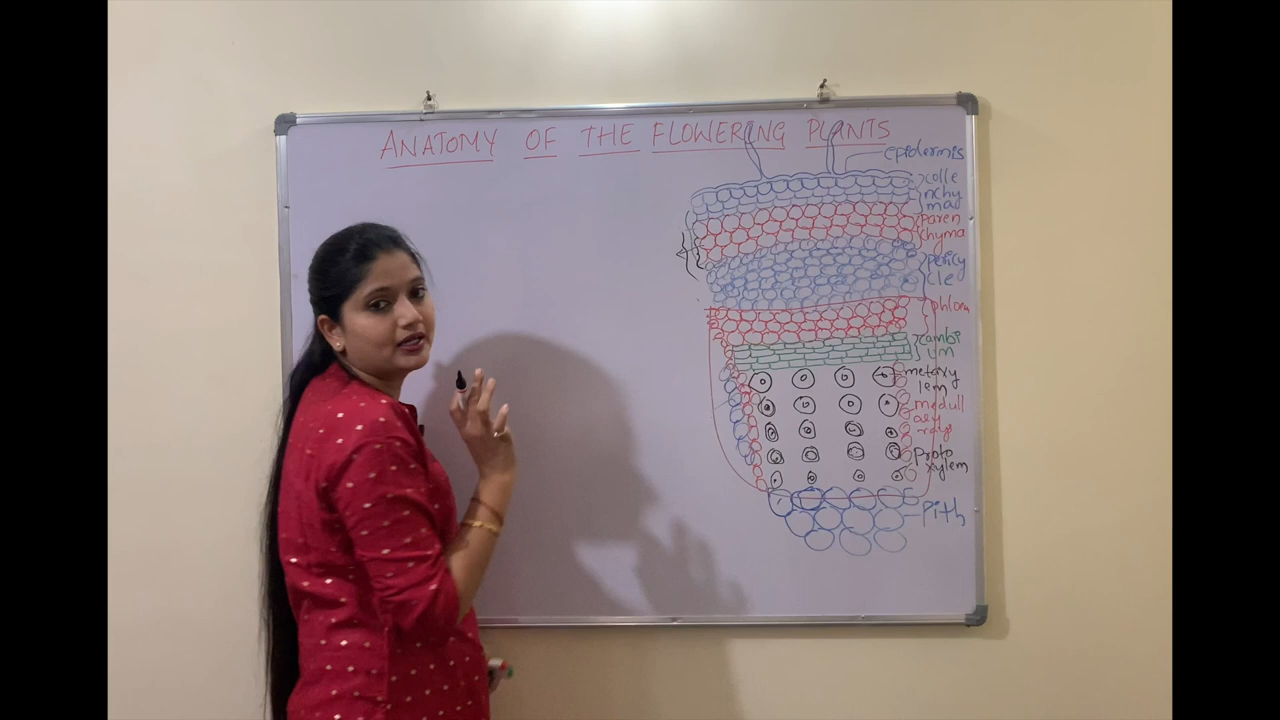 ANATOMY OF THE FLOWERING PLANTS
epidermis
colle
nchy
ma
paren
chyma
pericy
cle
phloem
cambi
um
metaxy
lem
medull
ary
rays
proto
xylem
Pith